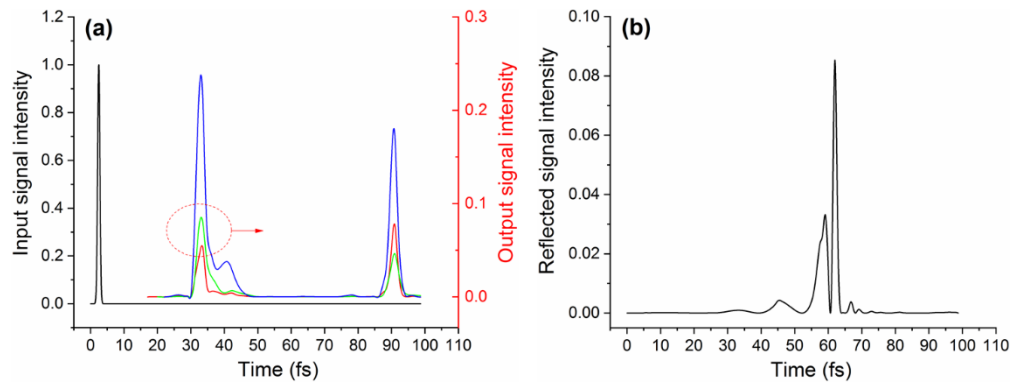 (a)
Input signal intensity
1.2
1.0
0.8
0.6
0.4
0.2
0.0
0 10 20 30 40 50 60 70 80 90 100 110
Time (fs)
0.3
0.2
0.1
0.0
Output signal intensity
(b)
Reflected signal intensity
0.10
0.08
0.06
0.04
0.02
0.00
0 10 20 30 40 50 60 70 80 90 100 110
Time (fs)